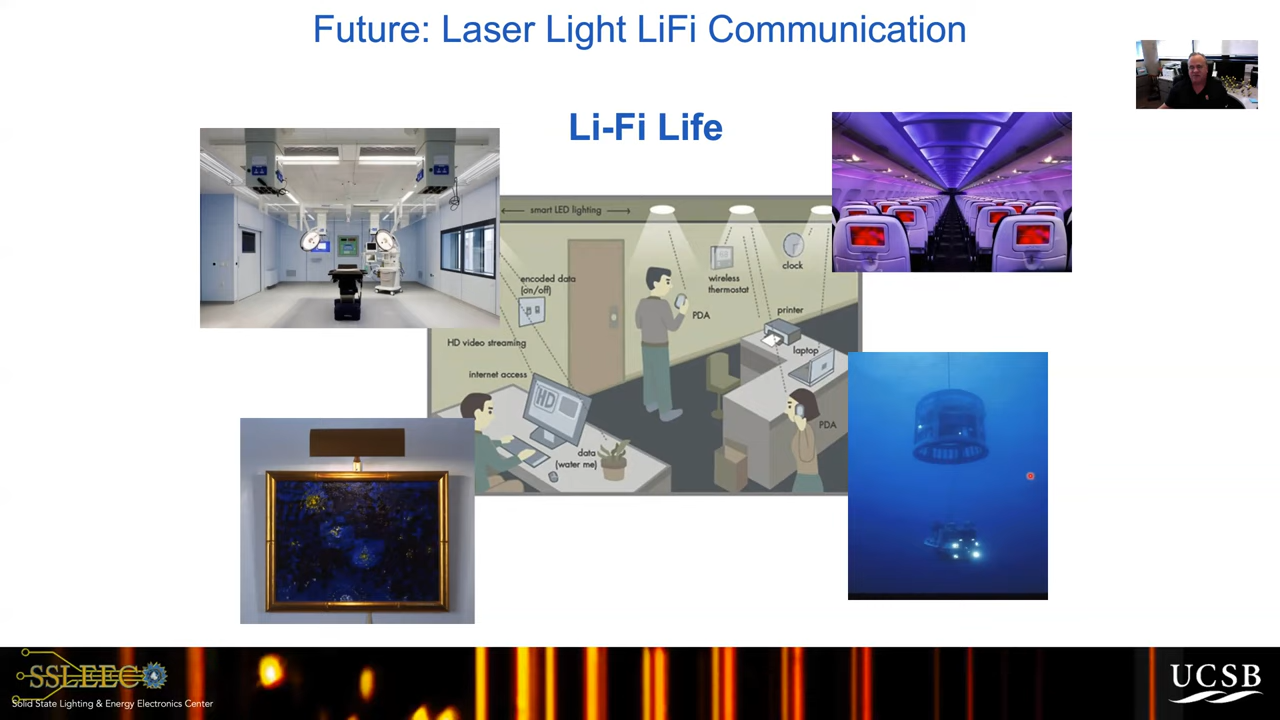 Future: Laser Light LiFi Communication
Li-Fi Life
smart LED lighting
encoded data
(on/off)
wireless
thermostat
clock
PDA
printer
HD video streaming
laptop
internet access
HD
PDA
data
(water me)
SSLEEC
Solid State Lighting & Energy Electronics Center
UCSB